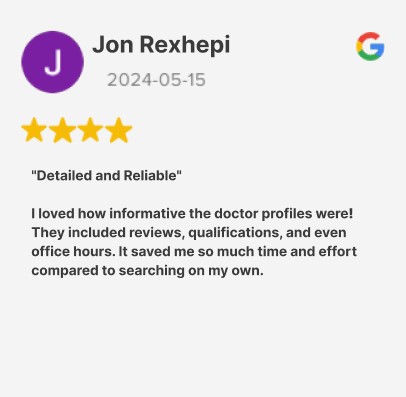 J
Jon Rexhepi
2024-05-15
"Detailed and Reliable"
I loved how informative the doctor profiles were!
They included reviews, qualifications, and even
office hours. It saved me so much time and effort
compared to searching on my own.